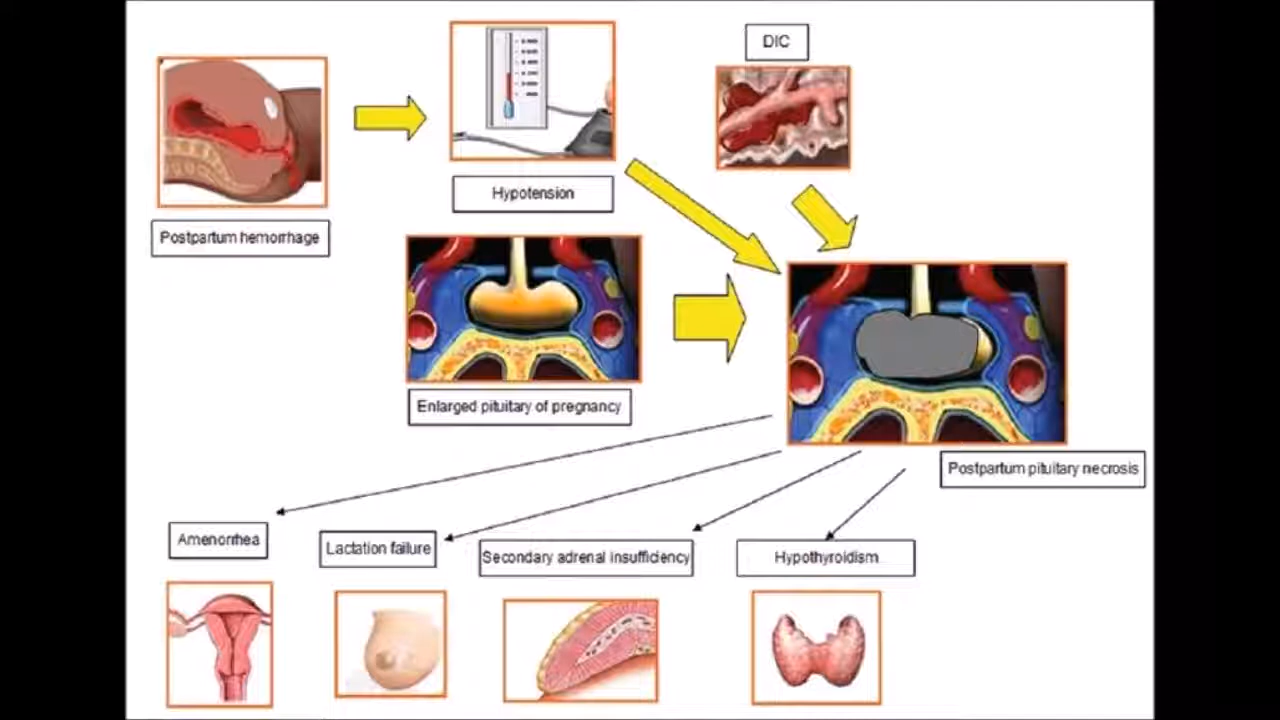 DIC
Hypotension
Postpartum hemorrhage
Enlarged pituitary of pregnancy
Postpartum pituitary necrosis
Amenorrhea
Lactation failure
Secondary adrenal insufficiency
Hypothyroidism